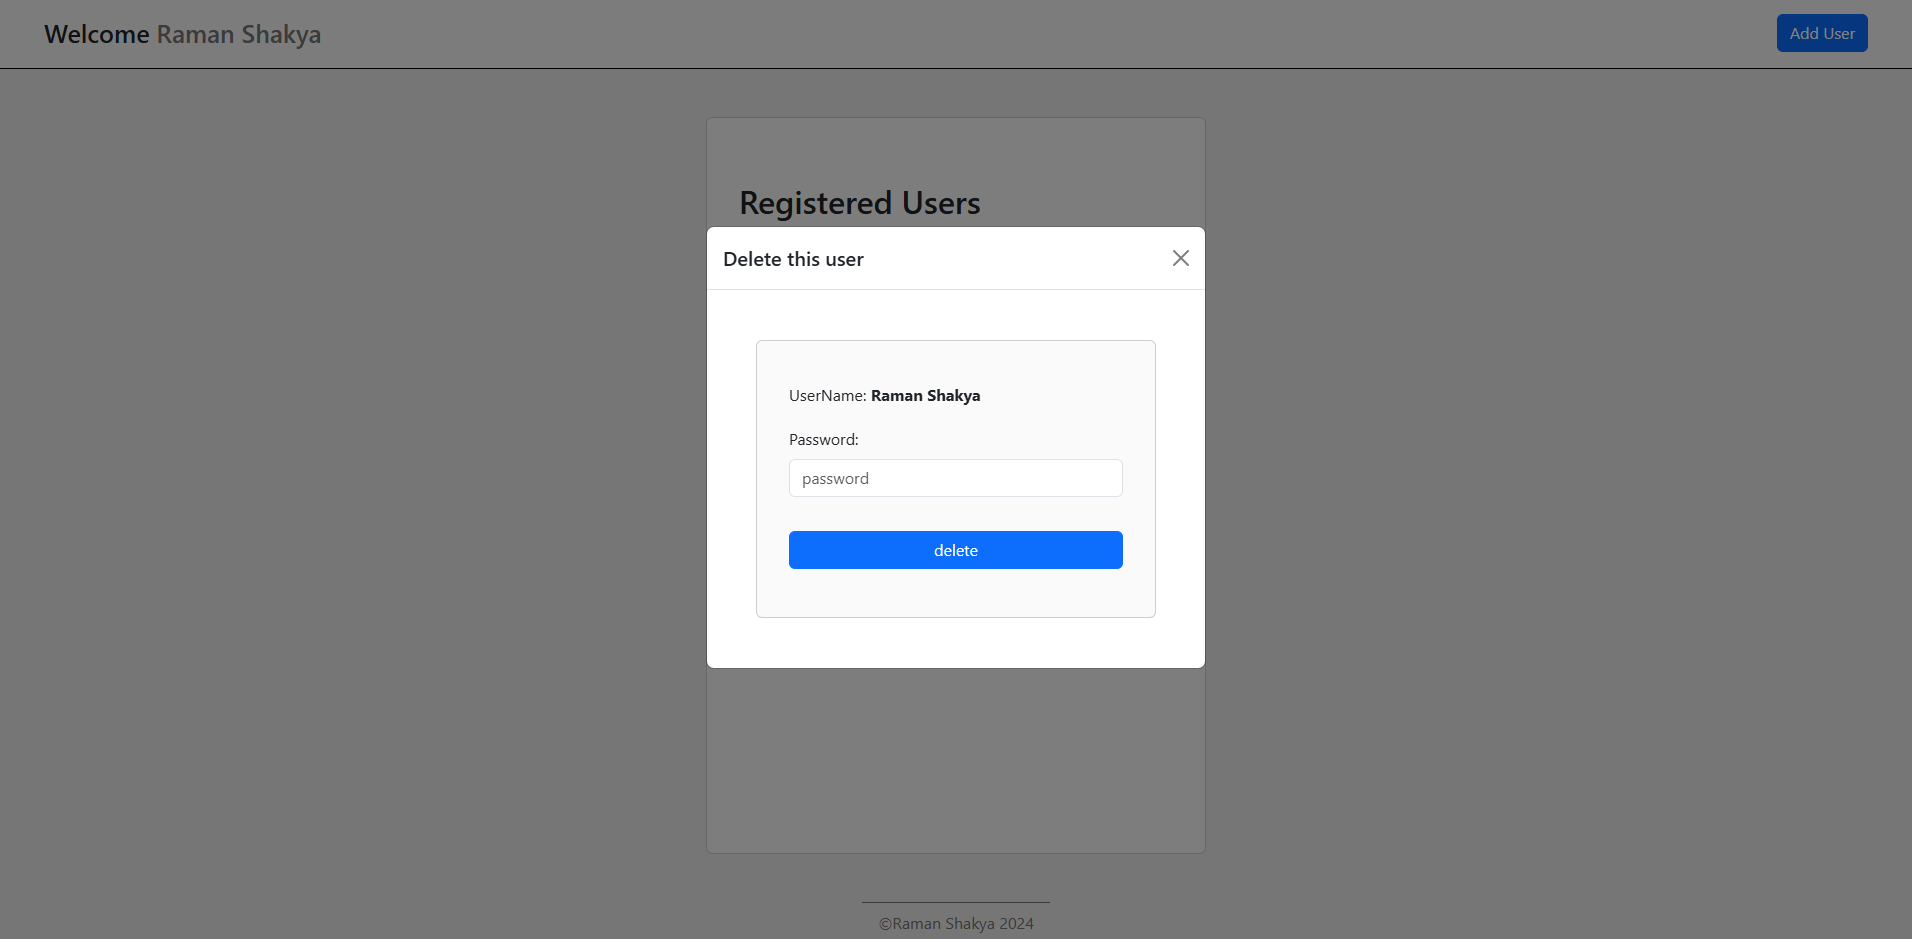 Welcome Raman Shakya
Add User
Registered Users
Delete this user
UserName: Raman Shakya
Password:
password
delete
©Raman Shakya 2024